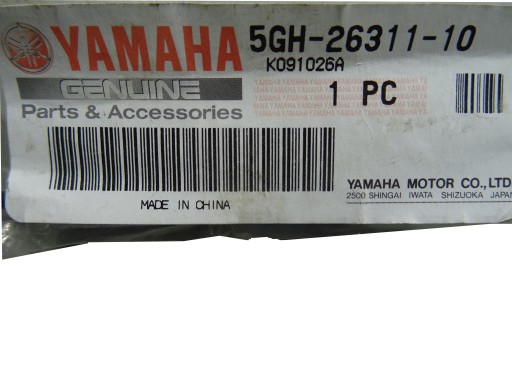 YAMAHA 5GH-26311-10
K091026A
GENUINE
Parts & Accessories
1 PC
YAMAHA MOTOR CO.,LTD.
2500 SHINGAI IWATA SHIZUOKA JAPAN
MADE IN CHINA